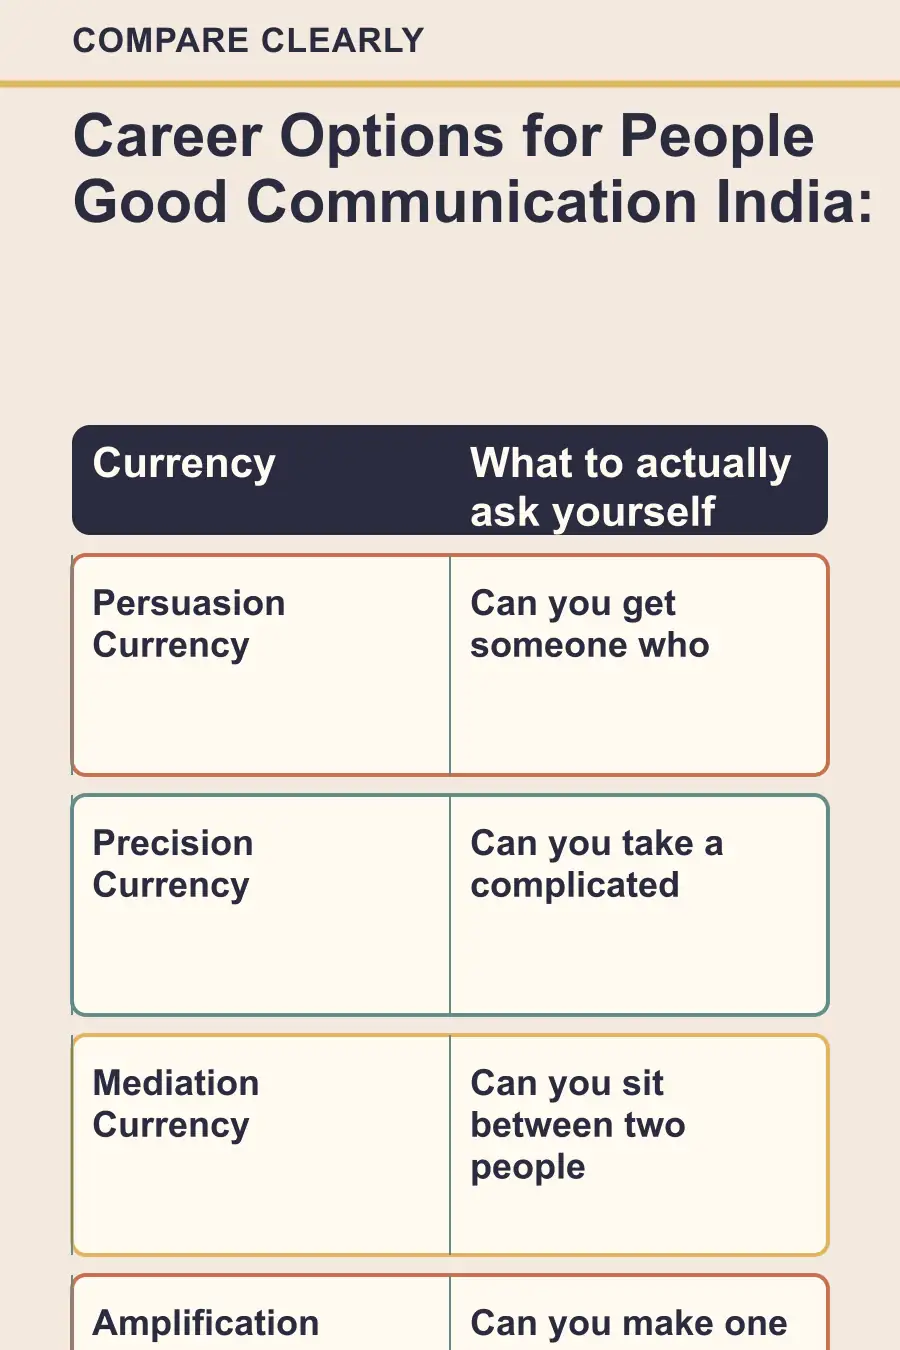 COMPARE CLEARLY
Career Options for People
Good Communication India:
Currency
What to actually
ask yourself
Persuasion
Currency
Can you get
someone who
Precision
Currency
Can you take a
complicated
Mediation
Currency
Can you sit
between two
people
Amplification
Can you make one